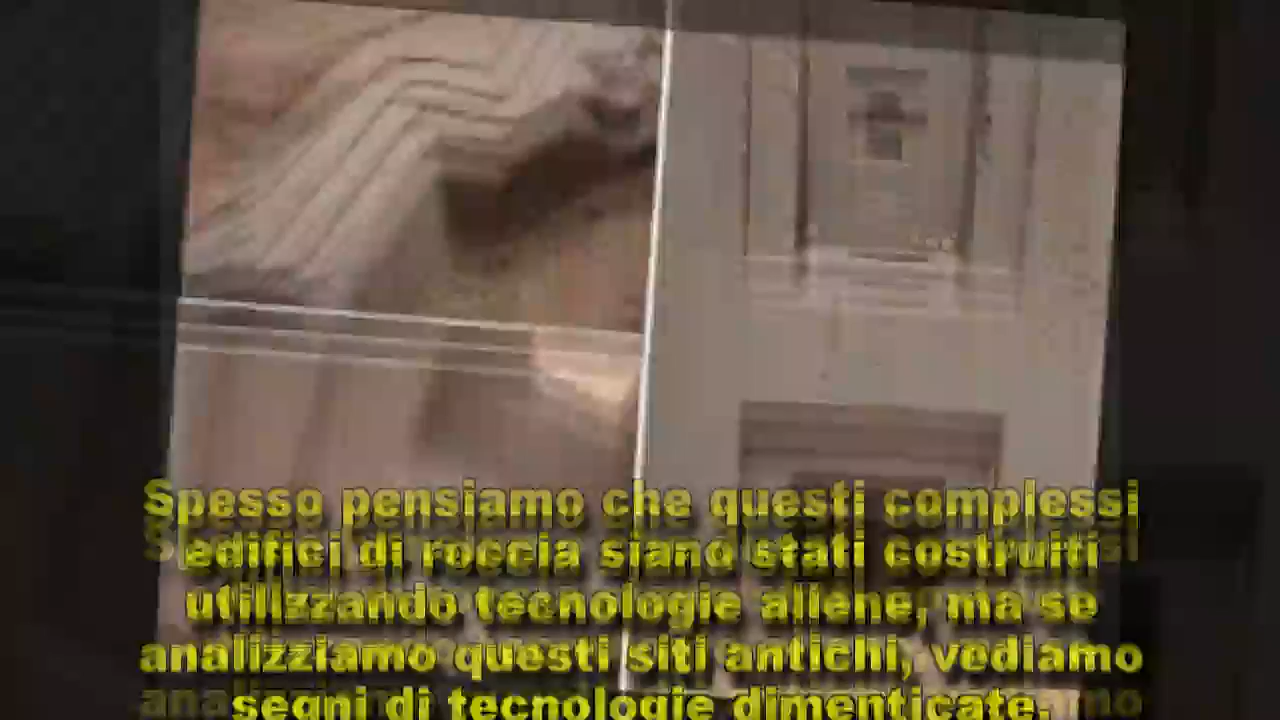 Spesso pensiamo che questi complessi
edifici di roccia siano stati costruiti
utilizzando tecnologie aliene, ma se
analizziamo questi siti antichi, vediamo
segni di tecnologie dimenticate.